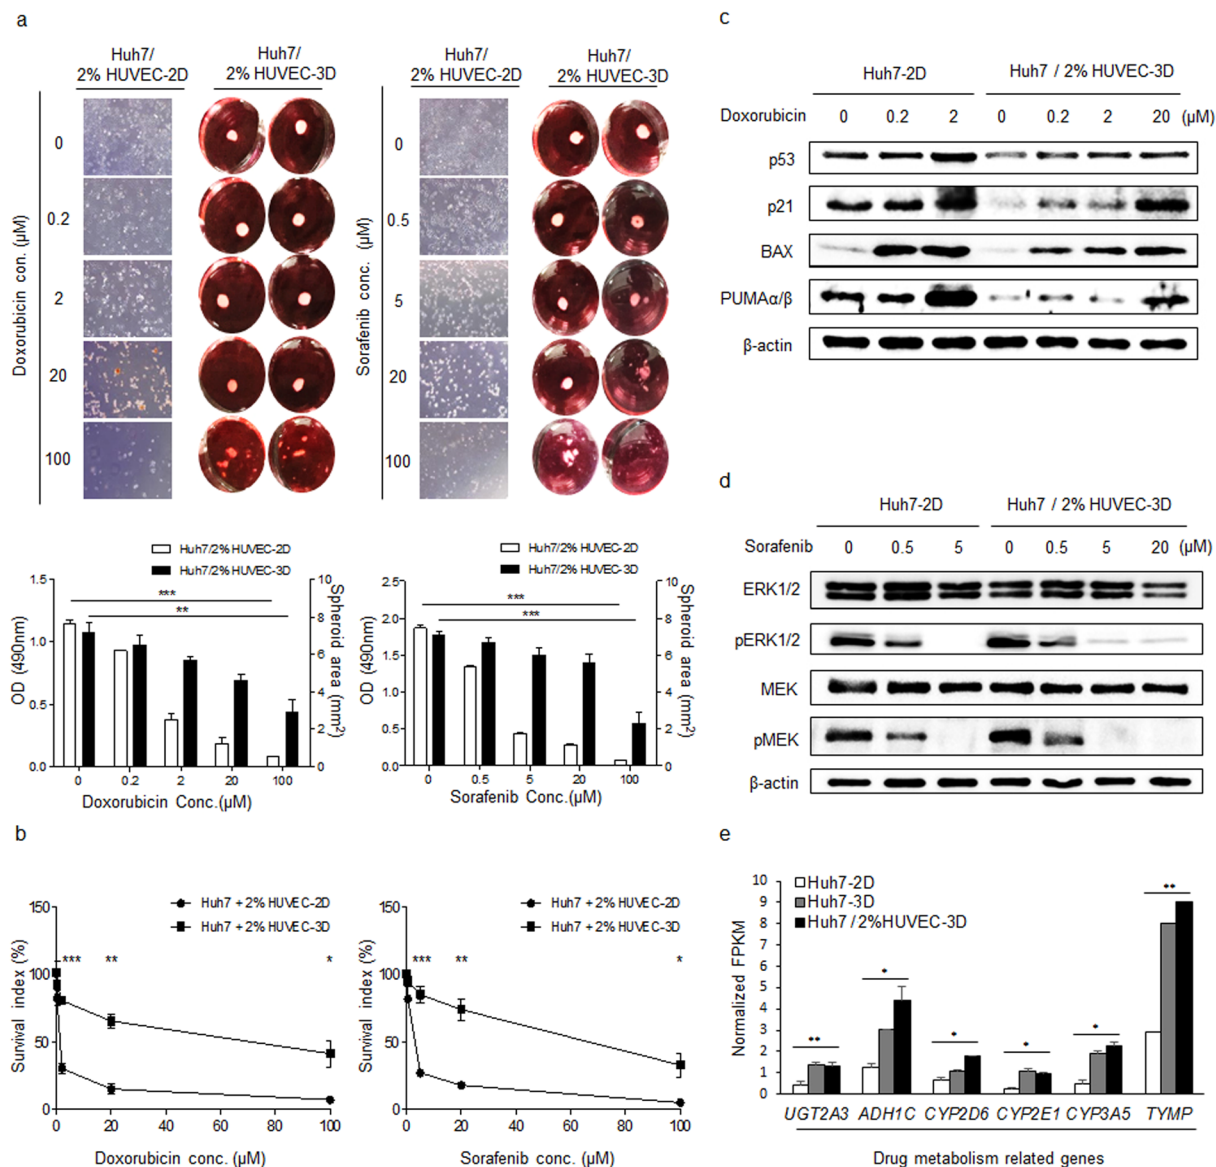 a
Huh7/
2% HUVEC-2D
Huh7/
2% HUVEC-3D
Huh7/
2% HUVEC-2D
Huh7/
2% HUVEC-3D
Doxorubicin con. (μM)
0
0.2
2
20
100
Sorafenib conc. (μM)
0
0.5
5
20
100
Huh7/2% HUVEC-2D
Huh7/2% HUVEC-3D
OD (490nm)
1.5
1.0
0.5
0.0
***
**
10
8
6
4
2
0
Spheroid area (mm²)
0 0.2 2 20 100
Doxorubicin Conc.(μM)
Huh7/2% HUVEC-2D
Huh7/2% HUVEC-3D
OD (490nm)
2.5
2.0
1.5
1.0
0.5
0.0
***
***
10
8
6
4
2
0
Spheroid area (mm²)
0 0.5 5 20 100
Sorafenib Conc.(μM)
b
Huh7 + 2% HUVEC-2D
Huh7 + 2% HUVEC-3D
Survival index (%)
150
100
50
0
*** ** *
0 20 40 60 80 100
Doxorubicin conc. (μM)
Huh7 + 2% HUVEC-2D
Huh7 + 2% HUVEC-3D
Survival index (%)
150
100
50
0
*** ** *
0 20 40 60 80 100
Sorafenib conc. (μM)
c
Huh7-2D Huh7 / 2% HUVEC-3D
Doxorubicin 0 0.2 2 0 0.2 2 20 (μM)
p53
p21
BAX
PUMAα/β
β-actin
d
Huh7-2D Huh7 / 2% HUVEC-3D
Sorafenib 0 0.5 5 0 0.5 5 20 (μM)
ERK1/2
pERK1/2
MEK
pMEK
β-actin
e
Huh7-2D
Huh7-3D
Huh7 / 2%HUVEC-3D
Normalized FPKM
10
9
8
7
6
5
4
3
2
1
0
** * * * * **
UGT2A3 ADH1C CYP2D6 CYP2E1 CYP3A5 TYMP
Drug metabolism related genes